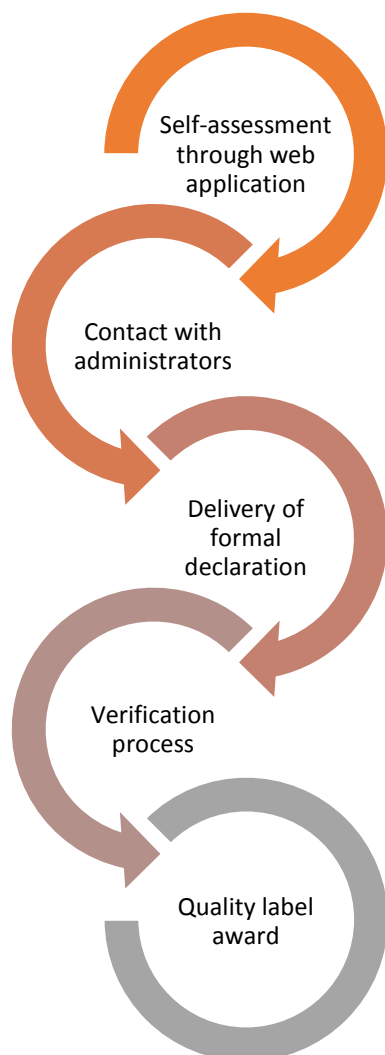 Self-assessment
through web
application
Contact with
administrators
Delivery of
formal
declaration
Verification
process
Quality label
award